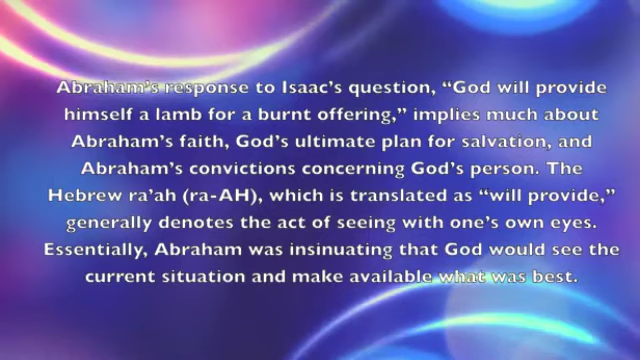 Abraham’s response to Isaac’s question, “God will provide
himself a lamb for a burnt offering,” implies much about
Abraham’s faith, God’s ultimate plan for salvation, and
Abraham’s convictions concerning God’s person. The
Hebrew ra’ah (ra-AH), which is translated as “will provide,”
generally denotes the act of seeing with one’s own eyes.
Essentially, Abraham was insinuating that God would see the
current situation and make available what was best.